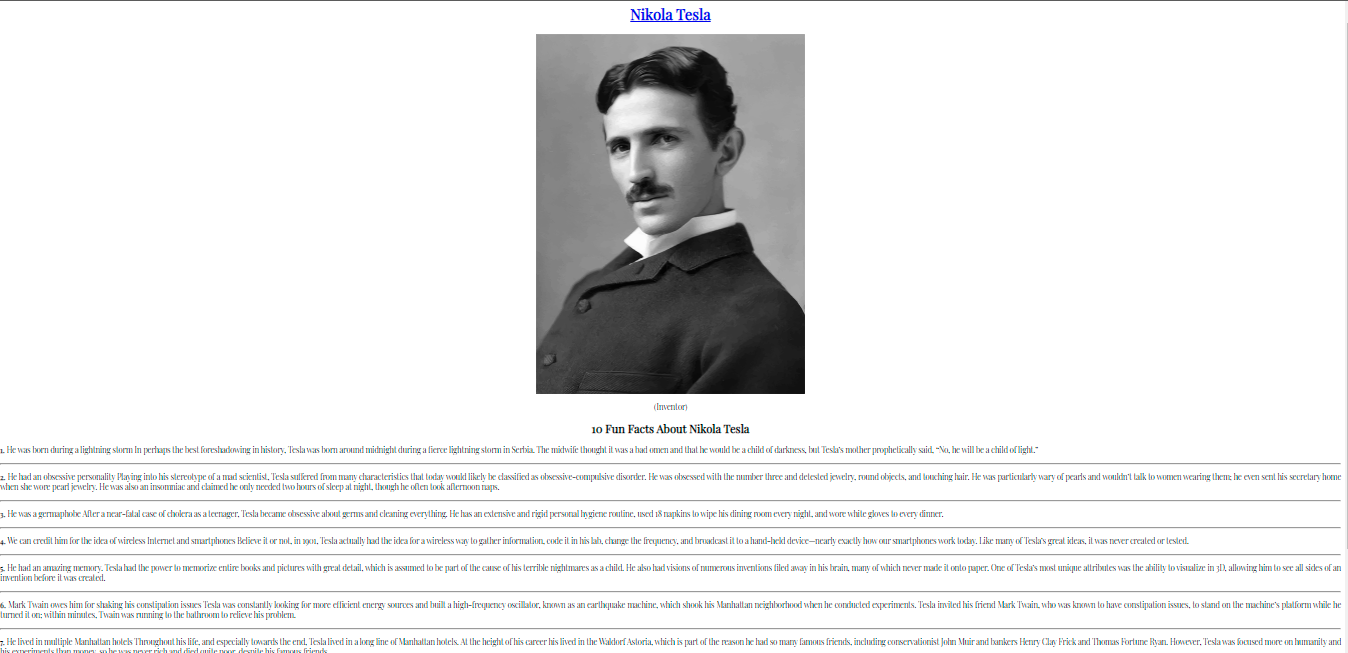 Nikola Tesla
(Inventor)
10 Fun Facts About Nikola Tesla
1. He was born during a lightning storm In perhaps the best foreshadowing in history, Tesla was born around midnight during a fierce lightning storm in Serbia. The midwife thought it was a bad omen and that he would be a child of darkness, but Tesla's mother prophetically said, “No, he will be a child of light.”
2. He had an obsessive personality Playing into his stereotype of a mad scientist, Tesla suffered from many characteristics that today would likely be classified as obsessive-compulsive disorder. He was obsessed with the number three and detested jewelry, round objects, and touching hair. He was particularly wary of pearls and wouldn't talk to women wearing them; he even sent his secretary home
when she wore pearl jewelry. He was also an insomniac and claimed he only needed two hours of sleep at night, though he often took afternoon naps.
3. He was a germaphobe After a near-fatal case of cholera as a teenager, Tesla became obsessive about germs and cleaning everything. He has an extensive and rigid personal hygiene routine, used 18 napkins to wipe his dining room every night, and wore white gloves to every dinner.
4. We can credit him for the idea of wireless Internet and smartphones Believe it or not, in 1901, Tesla actually had the idea for a wireless way to gather information, code it in his lab, change the frequency, and broadcast it to a hand-held device—nearly exactly how our smartphones work today. Like many of Tesla's great ideas, it was never created or tested.
5. He had an amazing memory. Tesla had the power to memorize entire books and pictures with great detail, which is assumed to be part of the cause of his terrible nightmares as a child. He also had visions of numerous inventions filed away in his brain, many of which never made it onto paper. One of Tesla's most unique attributes was the ability to visualize in 3D, allowing him to see all sides of an
invention before it was created.
6. Mark Twain owes him for shaking his constipation issues Tesla was constantly looking for more efficient energy sources and built a high-frequency oscillator, known as an earthquake machine, which shook his Manhattan neighborhood when he conducted experiments. Tesla invited his friend Mark Twain, who was known to have constipation issues, to stand on the machine's platform while he
turned it on; within minutes, Twain was running to the bathroom to relieve his problem.
7. He lived in multiple Manhattan hotels Throughout his life, and especially towards the end, Tesla lived in a long line of Manhattan hotels. At the height of his career his lived in the Waldorf Astoria, which is part of the reason he had so many famous friends, including conservationist John Muir and bankers Henry Clay Frick and Thomas Fortune Ryan. However, Tesla was focused more on humanity and
his experiments than money, so he was never rich and died quite poor, despite his famous friends.